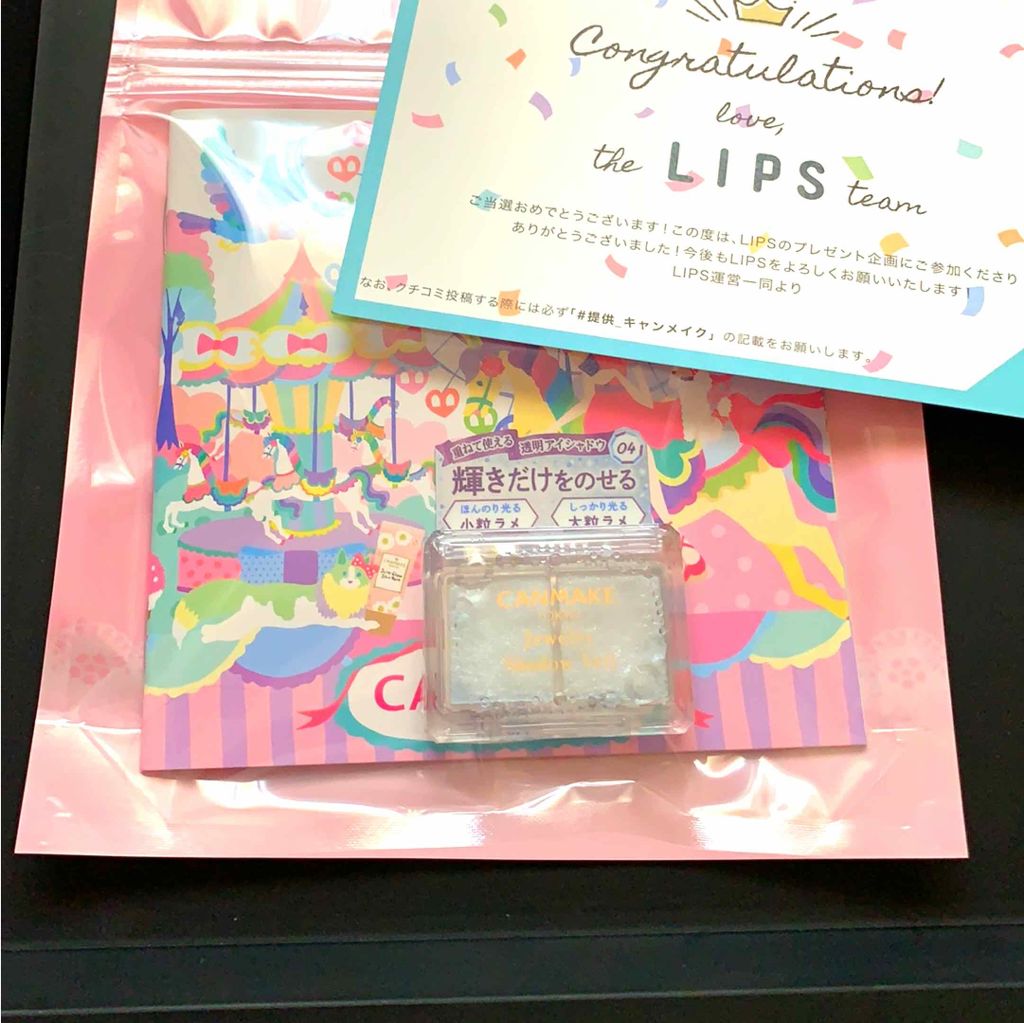 Congratulations!
love,
the LIPS team
ご当選おめでとうございます！この度は、LIPSのプレゼント企画にご参加くださり
ありがとうございました！今後もLIPSをよろしくお願いいたします！
LIPS運営一同より
なお、クチコミ投稿する際には必ず「#提供_キャンメイク」の記載をお願いします。
重ねて使える 透明アイシャドウ 04
輝きだけをのせる
ほんのり光る しっかり光る
小粒ラメ 大粒ラメ
CANMAKE
TOKYO
Jewelry
Shadow Veil
CA